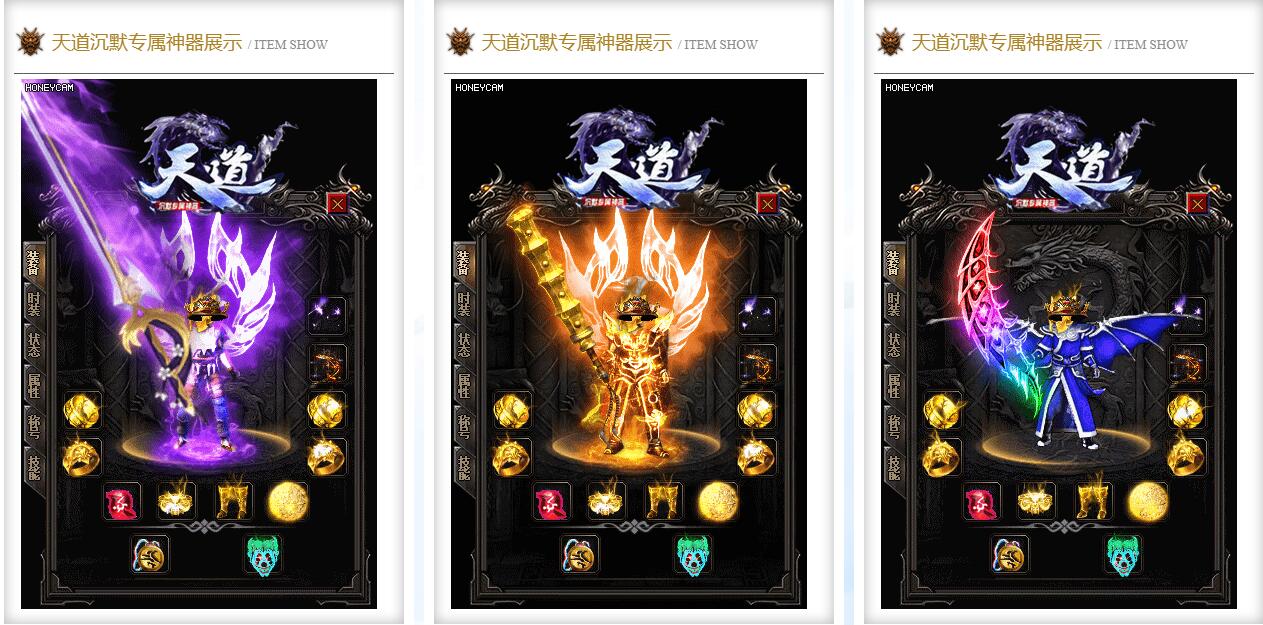 天道沉默专属神器展示 / ITEM SHOW
HONEYCAM
天道
沉默专属神器
装备
时装
状态
属性
称号
技能
天道沉默专属神器展示 / ITEM SHOW
HONEYCAM
天道
沉默专属神器
装备
时装
状态
属性
称号
技能
天道沉默专属神器展示 / ITEM SHOW
HONEYCAM
天道
沉默专属神器
装备
时装
状态
属性
称号
技能